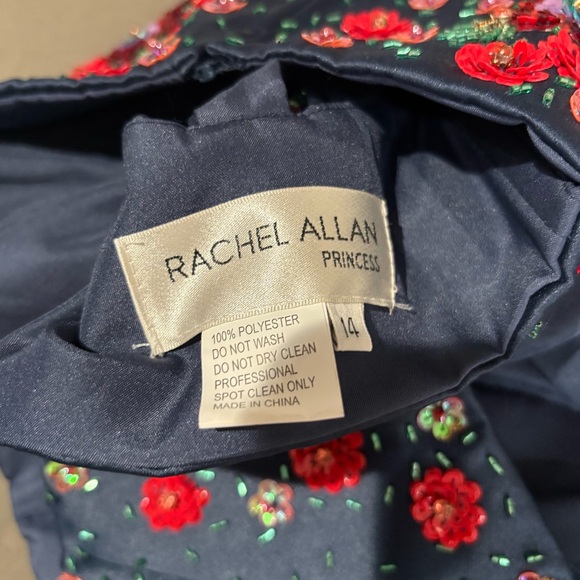 RACHEL ALLAN
PRINCESS
14
100% POLYESTER
DO NOT WASH
DO NOT DRY CLEAN
PROFESSIONAL
SPOT CLEAN ONLY
MADE IN CHINA